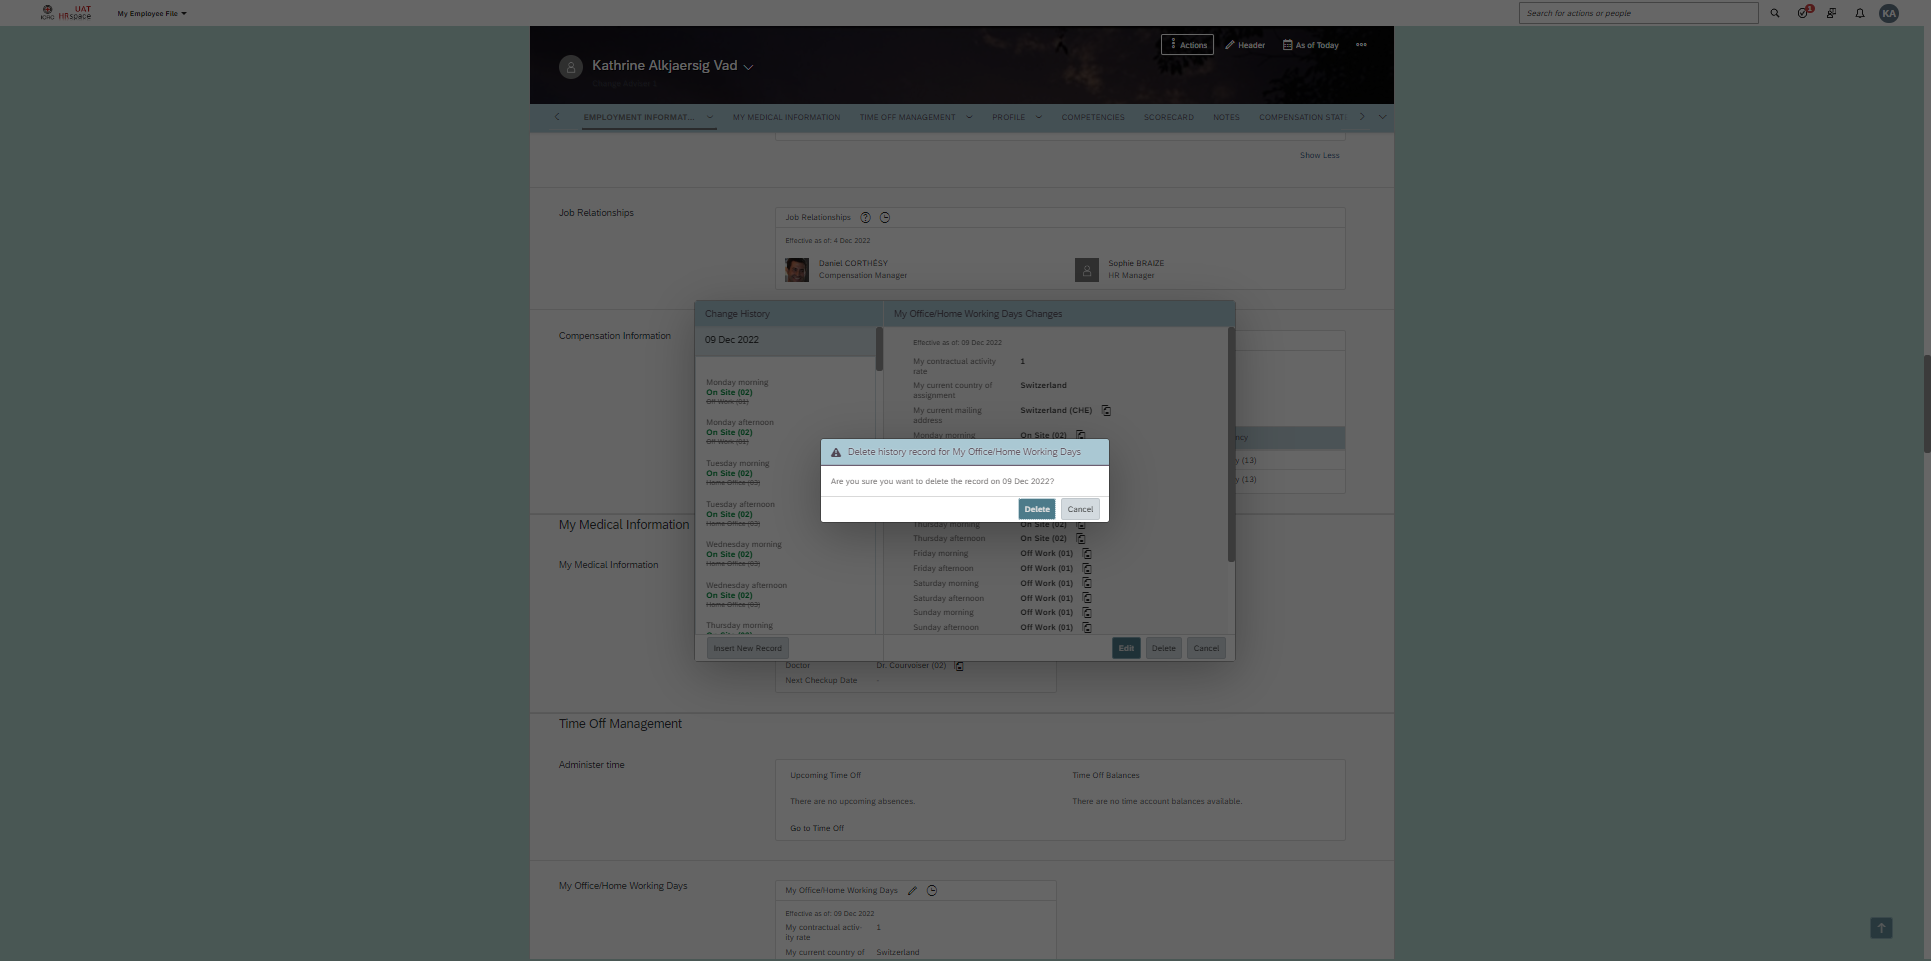 ICRC
UAT
HRspace
My Employee File
Search for actions or people
1
KA
Actions
Header
As of Today
Kathrine Alkjaersig Vad
EMPLOYMENT INFORMAT...
MY MEDICAL INFORMATION
TIME OFF MANAGEMENT
PROFILE
COMPETENCIES
SCORECARD
NOTES
COMPENSATION STAT
Show Less
Job Relationships
Job Relationships
Effective as of: 4 Dec 2022
Daniel CORTHÉSY
Compensation Manager
Sophie BRAIZE
HR Manager
Compensation Information
ncy
y (13)
y (13)
Change History
09 Dec 2022
Monday morning
On Site (02)
Off Work (01)
Monday afternoon
On Site (02)
Off Work (01)
Tuesday morning
On Site (02)
Home Office (03)
Tuesday afternoon
On Site (02)
Home Office (03)
Wednesday morning
On Site (02)
Home Office (03)
Wednesday afternoon
On Site (02)
Home Office (03)
Thursday morning
On Site (02)
Insert New Record
My Office/Home Working Days Changes
Effective as of: 09 Dec 2022
My contractual activity rate 1
My current country of assignment Switzerland
My current mailing address Switzerland (CHE)
Monday morning On Site (02)
Delete history record for My Office/Home Working Days
Are you sure you want to delete the record on 09 Dec 2022?
Delete
Cancel
Thursday morning On Site (02)
Thursday afternoon On Site (02)
Friday morning Off Work (01)
Friday afternoon Off Work (01)
Saturday morning Off Work (01)
Saturday afternoon Off Work (01)
Sunday morning Off Work (01)
Sunday afternoon Off Work (01)
Edit
Delete
Cancel
My Medical Information
My Medical Information
Doctor Dr. Courvoiser (02)
Next Checkup Date -
Time Off Management
Administer time
Upcoming Time Off
There are no upcoming absences.
Go to Time Off
Time Off Balances
There are no time account balances available.
My Office/Home Working Days
My Office/Home Working Days
Effective as of: 09 Dec 2022
My contractual activ-
ity rate 1
My current country of Switzerland